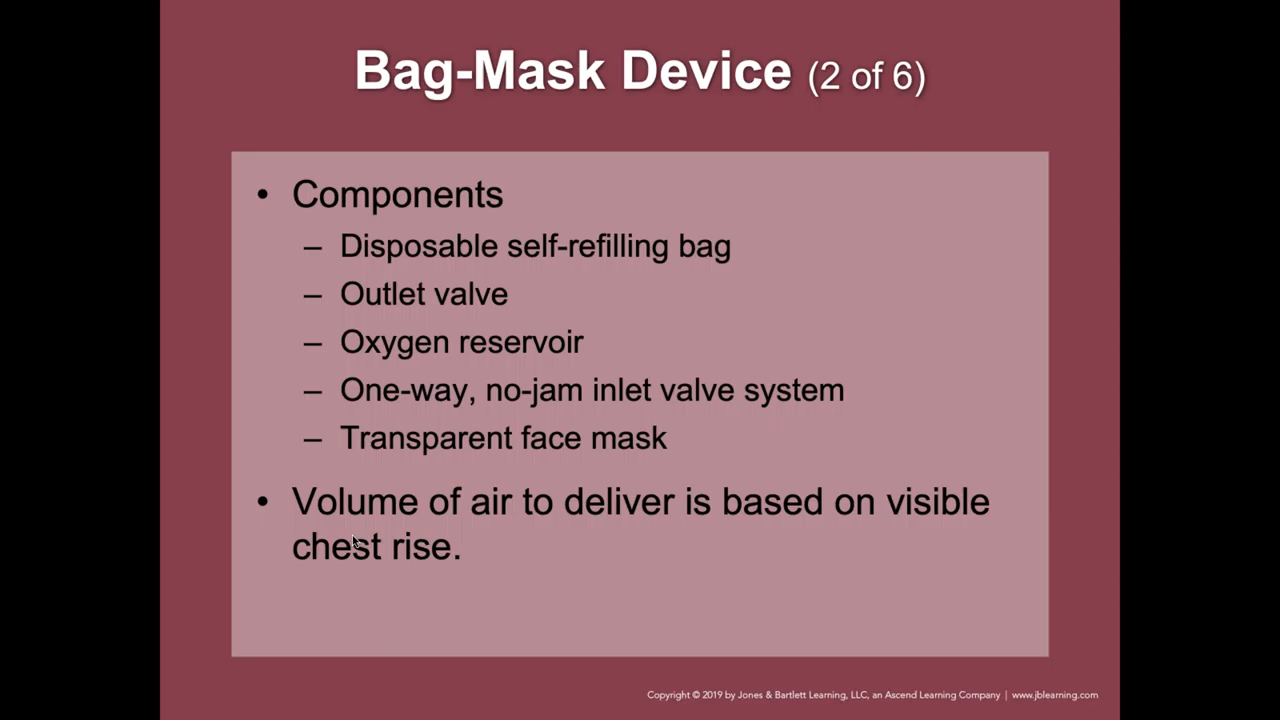 Bag-Mask Device (2 of 6)
• Components
– Disposable self-refilling bag
– Outlet valve
– Oxygen reservoir
– One-way, no-jam inlet valve system
– Transparent face mask
• Volume of air to deliver is based on visible
chest rise.
Copyright © 2019 by Jones & Bartlett Learning, LLC, an Ascend Learning Company | www.jblearning.com